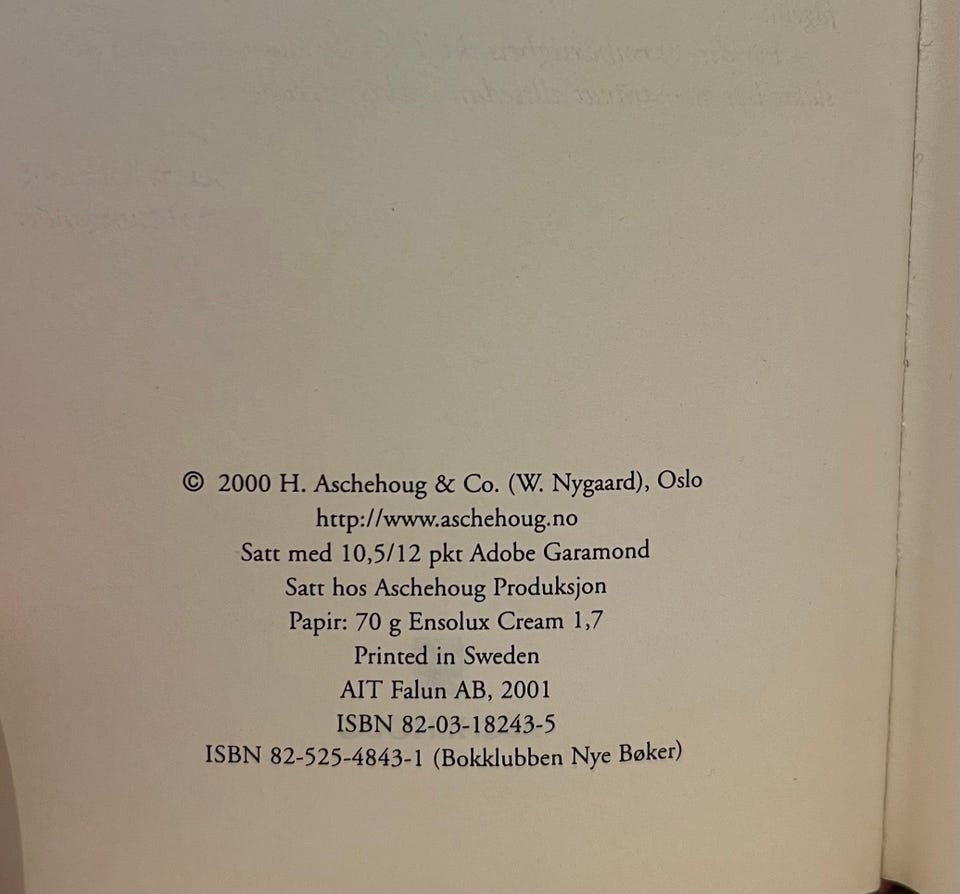 © 2000 H. Aschehoug & Co. (W. Nygaard), Oslo
http://www.aschehoug.no
Satt med 10,5/12 pkt Adobe Garamond
Satt hos Aschehoug Produksjon
Papir: 70 g Ensolux Cream 1,7
Printed in Sweden
AIT Falun AB, 2001
ISBN 82-03-18243-5
ISBN 82-525-4843-1 (Bokklubben Nye Bøker)